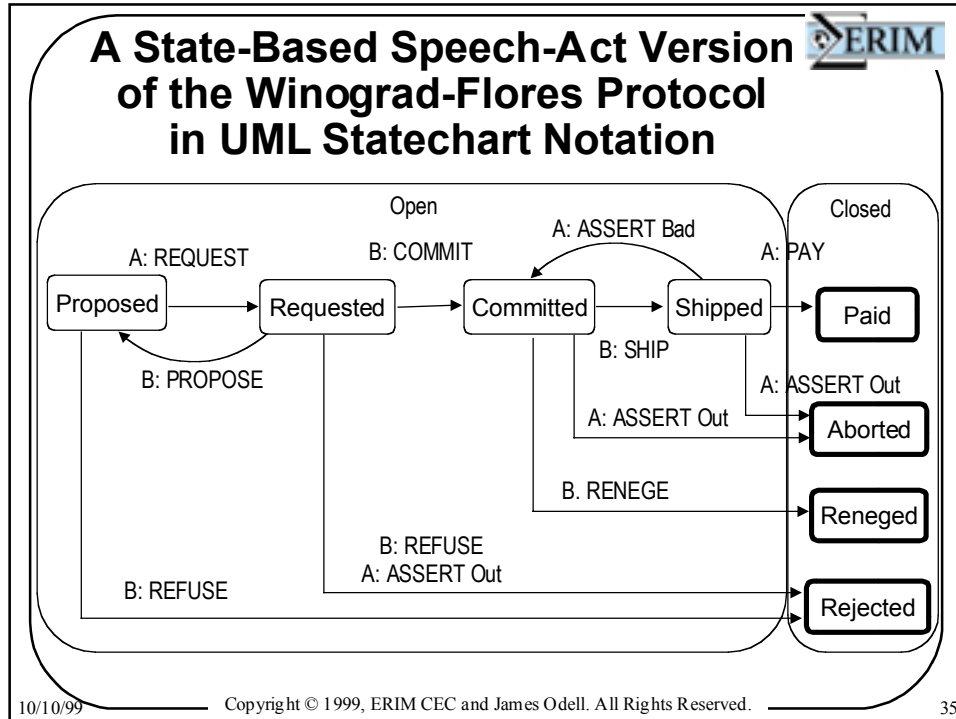 A State-Based Speech-Act Version
of the Winograd-Flores Protocol
in UML Statechart Notation
ERIM
Open
Closed
A: ASSERT Bad
A: REQUEST
B: COMMIT
A: PAY
Proposed
Requested
Committed
Shipped
Paid
B: PROPOSE
B: SHIP
A: ASSERT Out
A: ASSERT Out
Aborted
B. RENEGE
Reneged
B: REFUSE
A: ASSERT Out
B: REFUSE
Rejected
10/10/99
Copyright © 1999, ERIM CEC and James Odell. All Rights Reserved.
35